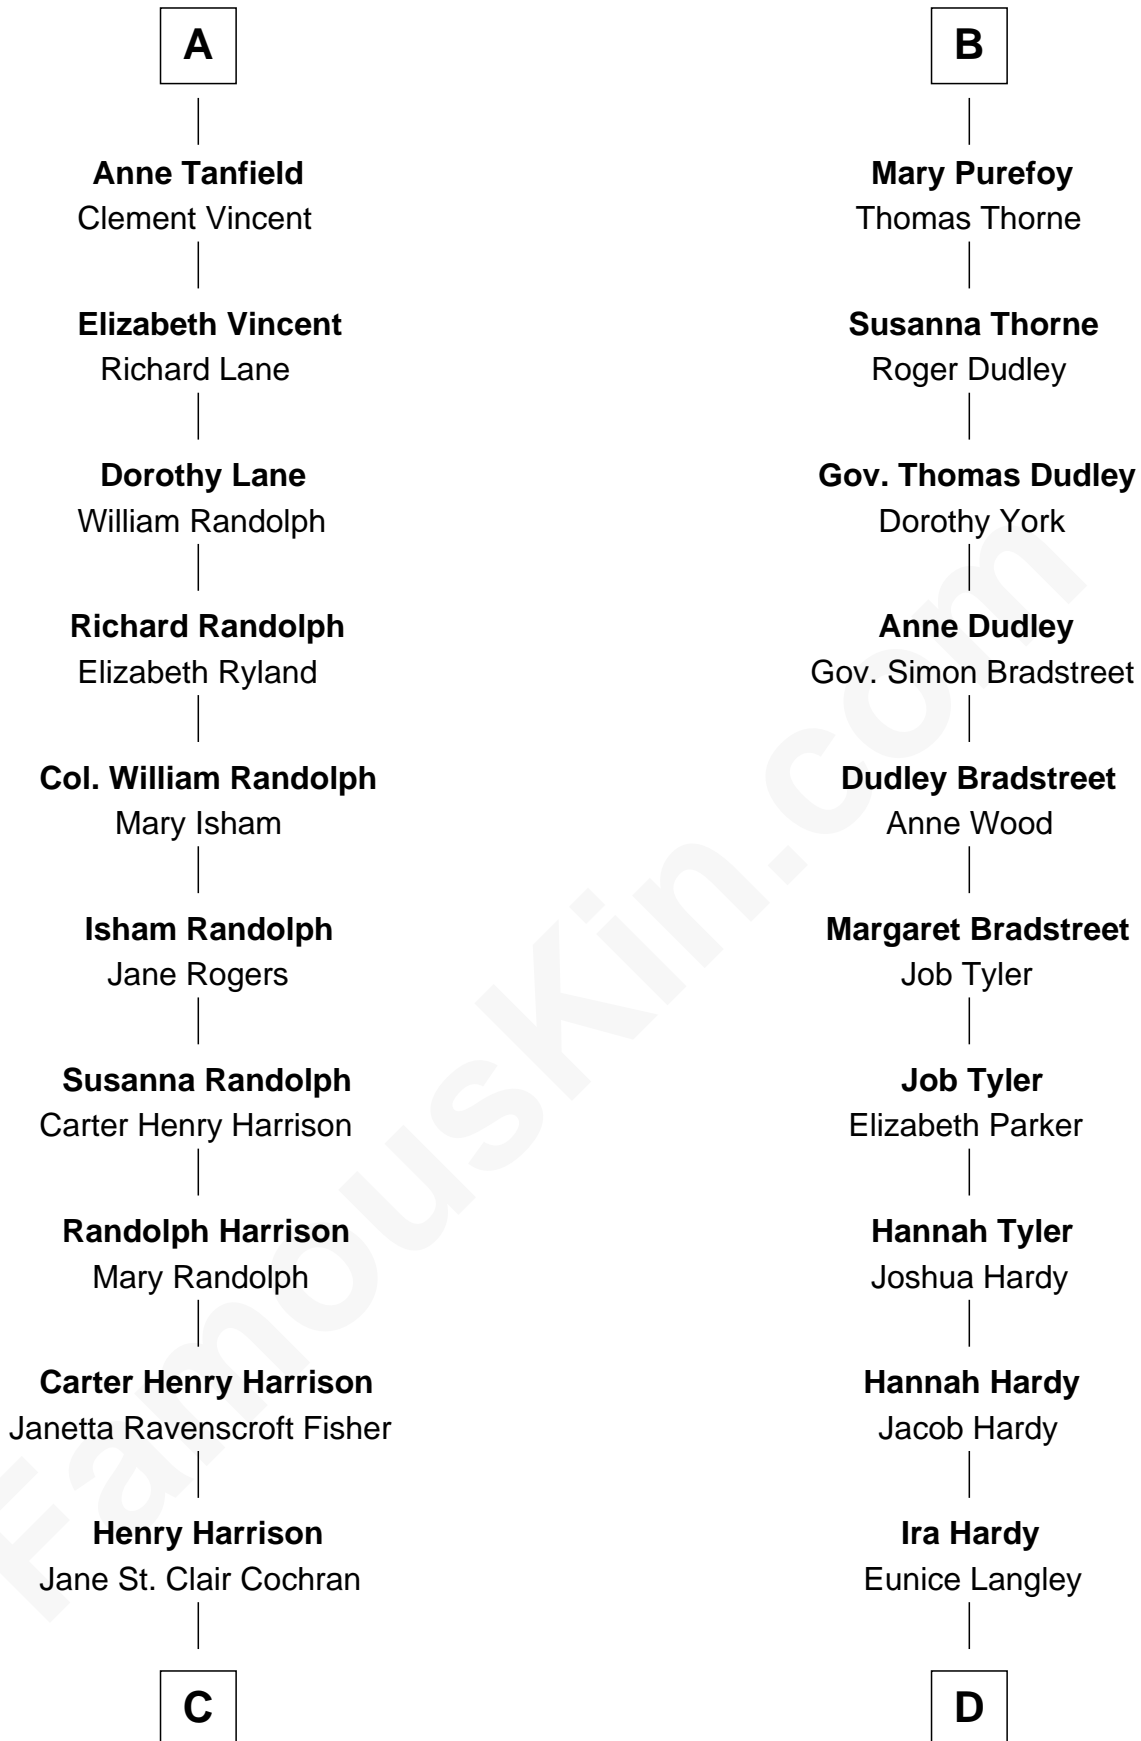 A
Anne Tanfield
Clement Vincent
Elizabeth Vincent
Richard Lane
Dorothy Lane
William Randolph
Richard Randolph
Elizabeth Ryland
Col. William Randolph
Mary Isham
Isham Randolph
Jane Rogers
Susanna Randolph
Carter Henry Harrison
Randolph Harrison
Mary Randolph
Carter Henry Harrison
Janetta Ravenscroft Fisher
Henry Harrison
Jane St. Clair Cochran
C
B
Mary Purefoy
Thomas Thorne
Susanna Thorne
Roger Dudley
Gov. Thomas Dudley
Dorothy York
Anne Dudley
Gov. Simon Bradstreet
Dudley Bradstreet
Anne Wood
Margaret Bradstreet
Job Tyler
Job Tyler
Elizabeth Parker
Hannah Tyler
Joshua Hardy
Hannah Hardy
Jacob Hardy
Ira Hardy
Eunice Langley
D
FamousKin.com